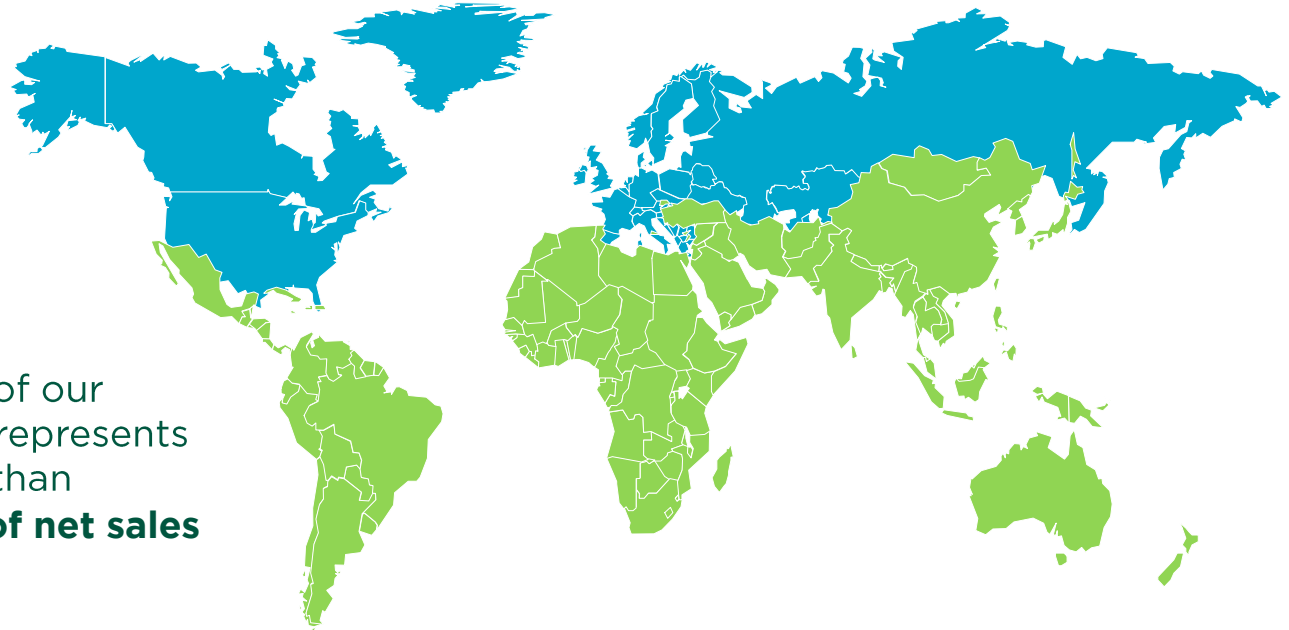 of our
represents
than
of net sales